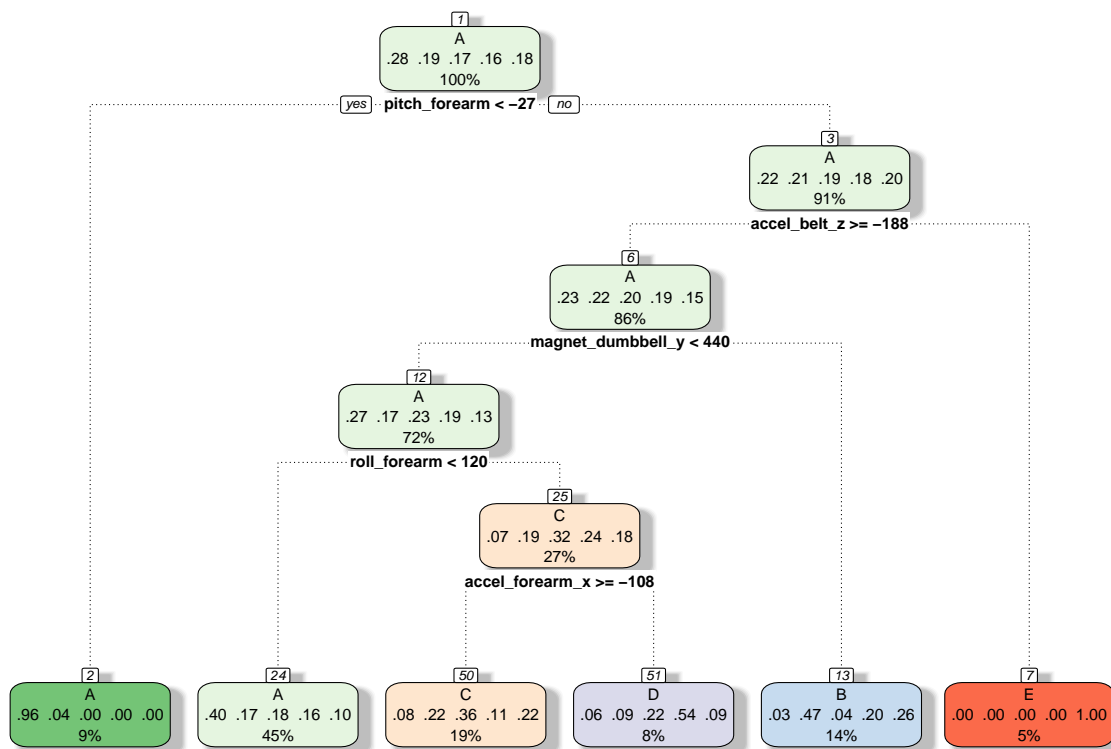 1
A
.28 .19 .17 .16 .18
100%
yes pitch_forearm < −27 no
3
A
.22 .21 .19 .18 .20
91%
accel_belt_z >= −188
6
A
.23 .22 .20 .19 .15
86%
magnet_dumbbell_y < 440
12
A
.27 .17 .23 .19 .13
72%
roll_forearm < 120
25
C
.07 .19 .32 .24 .18
27%
accel_forearm_x >= −108
2
A
.96 .04 .00 .00 .00
9%
24
A
.40 .17 .18 .16 .10
45%
50
C
.08 .22 .36 .11 .22
19%
51
D
.06 .09 .22 .54 .09
8%
13
B
.03 .47 .04 .20 .26
14%
7
E
.00 .00 .00 .00 1.00
5%